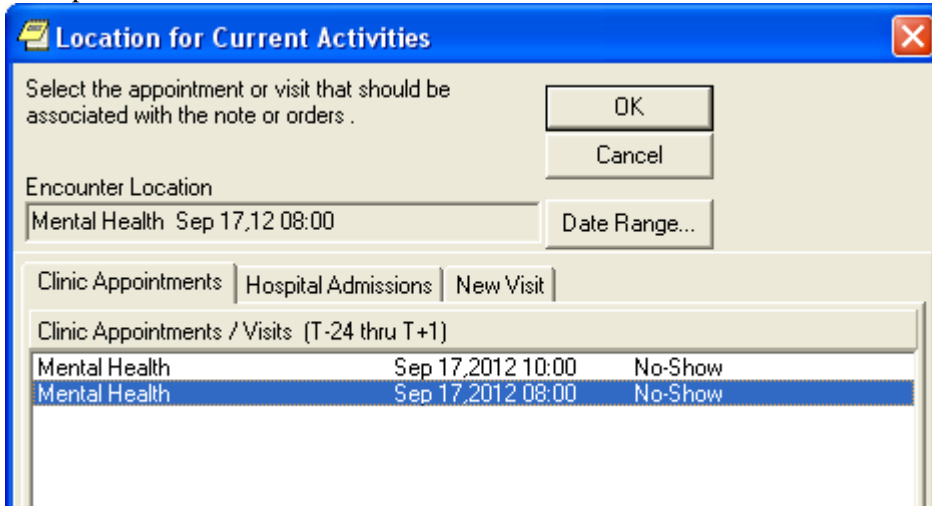 Location for Current Activities
Select the appointment or visit that should be
associated with the note or orders .
OK
Cancel
Encounter Location
Mental Health Sep 17,12 08:00
Date Range...
Clinic Appointments Hospital Admissions New Visit
Clinic Appointments / Visits (T-24 thru T+1)
Mental Health Sep 17,2012 10:00 No-Show
Mental Health Sep 17,2012 08:00 No-Show